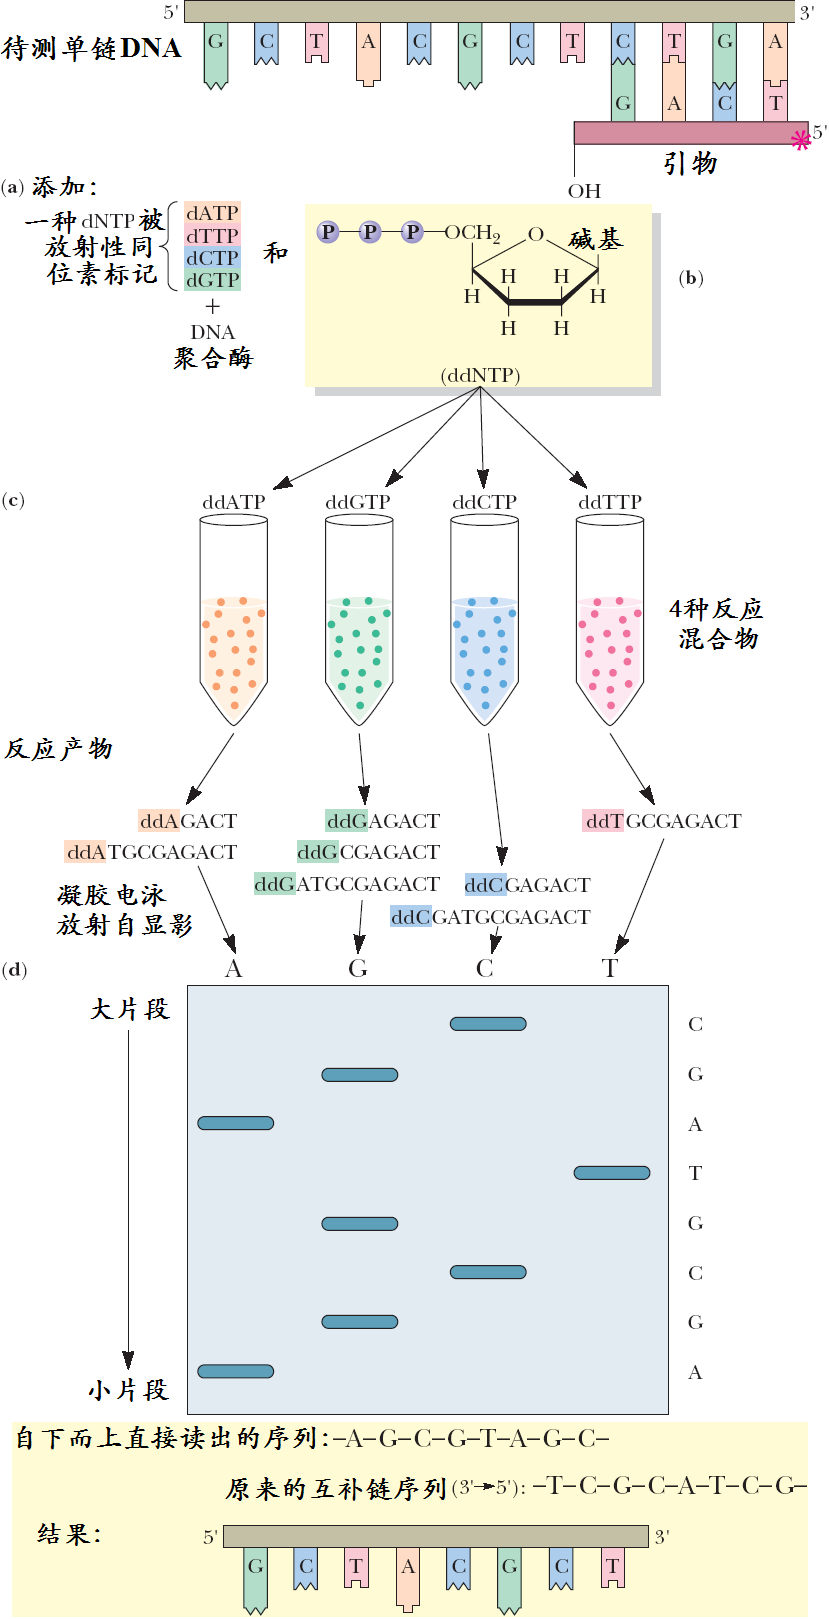 5' 3'
待测单链DNA
G C T A C G C T C T G A
G A C T
5'
引物
OH
(a) 添加:
一种dNTP被
放射性同
位素标记
dATP
dTTP
dCTP
dGTP
+
DNA
聚合酶
和
P P P OCH2 O 碱基
H H H H
H H
(ddNTP)
(b)
(c)
ddATP ddGTP ddCTP ddTTP
4种反应
混合物
反应产物
ddAGACT
ddATGCGAGACT
ddGAGACT
ddGCGAGACT
ddGATGCGAGACT
ddCGAGACT
ddCGATGCGAGACT
ddTGCGAGACT
凝胶电泳
放射自显影
(d)
A G C T
大片段
小片段
C
G
A
T
G
C
G
A
自下而上直接读出的序列:–A–G–C–G–T–A–G–C–
原来的互补链序列(3'→5'): –T–C–G–C–A–T–C–G–
结果:
5' 3'
G C T A C G C T